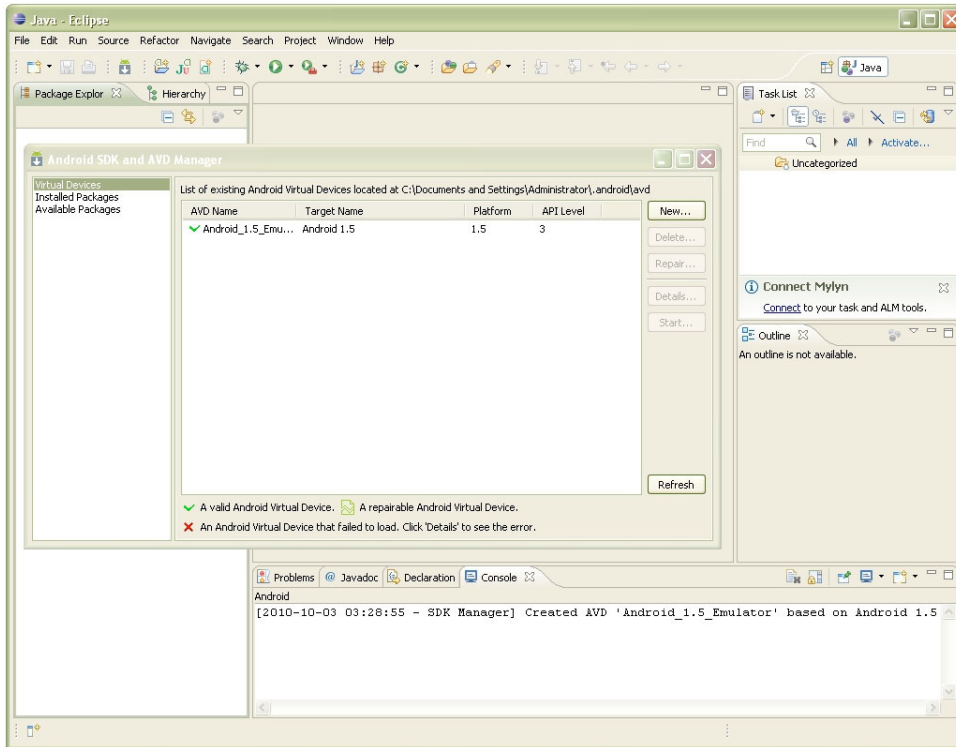 Java - Eclipse
File Edit Run Source Refactor Navigate Search Project Window Help
Java
Package Explor
Hierarchy
Task List
Find
All
Activate...
Uncategorized
Android SDK and AVD Manager
Virtual Devices
Installed Packages
Available Packages
List of existing Android Virtual Devices located at C:\Documents and Settings\Administrator\.android\avd
AVD Name Target Name Platform API Level
Android_1.5_Emu... Android 1.5 1.5 3
New...
Delete...
Repair...
Details...
Start...
Refresh
A valid Android Virtual Device. A repairable Android Virtual Device.
An Android Virtual Device that failed to load. Click 'Details' to see the error.
Connect Mylyn
Connect to your task and ALM tools.
Outline
An outline is not available.
Problems @ Javadoc Declaration Console
Android
[2010-10-03 03:28:55 - SDK Manager] Created AVD 'Android_1.5_Emulator' based on Android 1.5